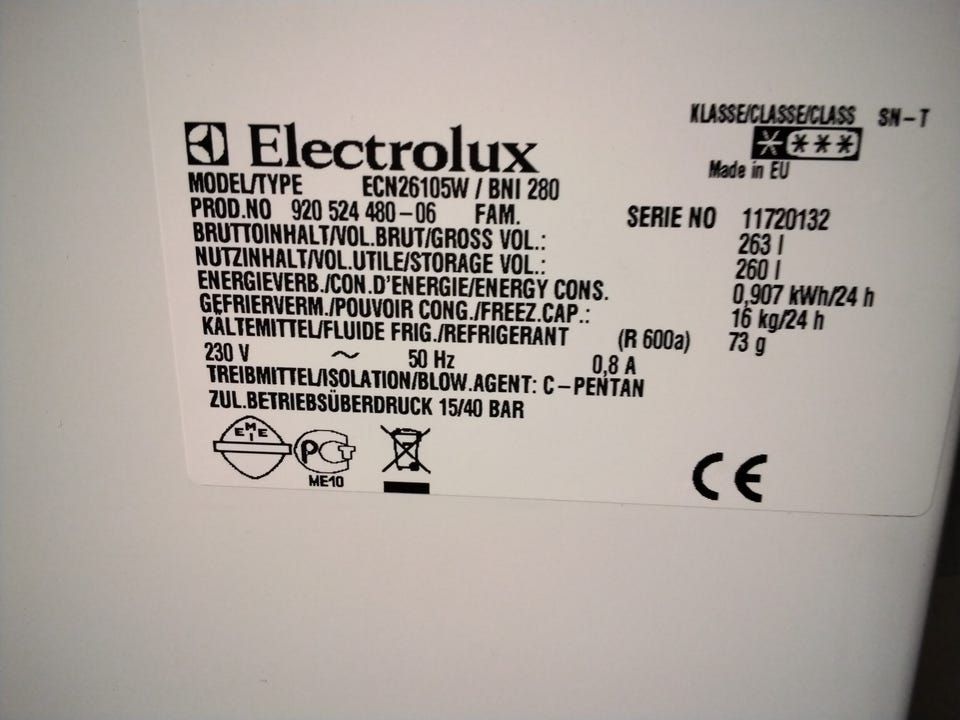 KLASSE/CLASSE/CLASS SN-T
Electrolux
Made in EU
MODEL/TYPE ECN26105W / BNI 280
PROD.NO 920 524 480-06 FAM. SERIE NO 11720132
BRUTTOINHALT/VOL.BRUT/GROSS VOL.: 263 l
NUTZINHALT/VOL.UTILE/STORAGE VOL.: 260 l
ENERGIEVERB./CON.D'ENERGIE/ENERGY CONS. 0,907 kWh/24 h
GEFRIERVERM./POUVOIR CONG./FREEZ.CAP.: 16 kg/24 h
KÄLTEMITTEL/FLUIDE FRIG./REFRIGERANT (R 600a) 73 g
230 V ~ 50 Hz 0,8 A
TREIBMITTEL/ISOLATION/BLOW.AGENT: C-PENTAN
ZUL.BETRIEBSÜBERDRUCK 15/40 BAR
EMIE
PCT
ME10
CE